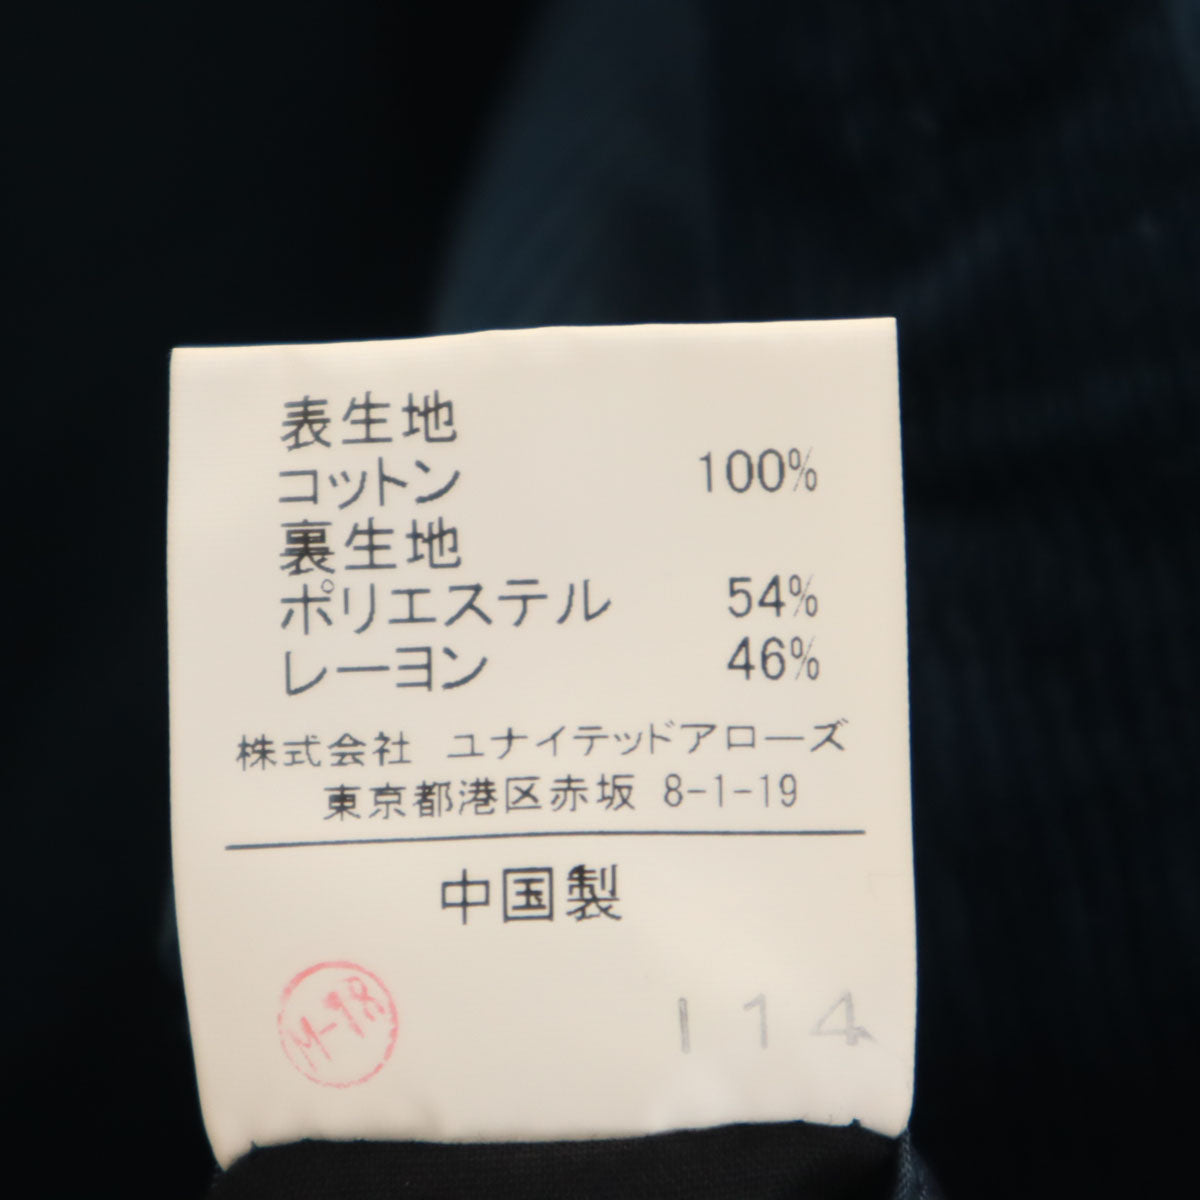 表生地
コットン 100%
裏生地
ポリエステル 54%
レーヨン 46%
株式会社 ユナイテッドアローズ
東京都港区赤坂 8-1-19
中国製
M-18
114